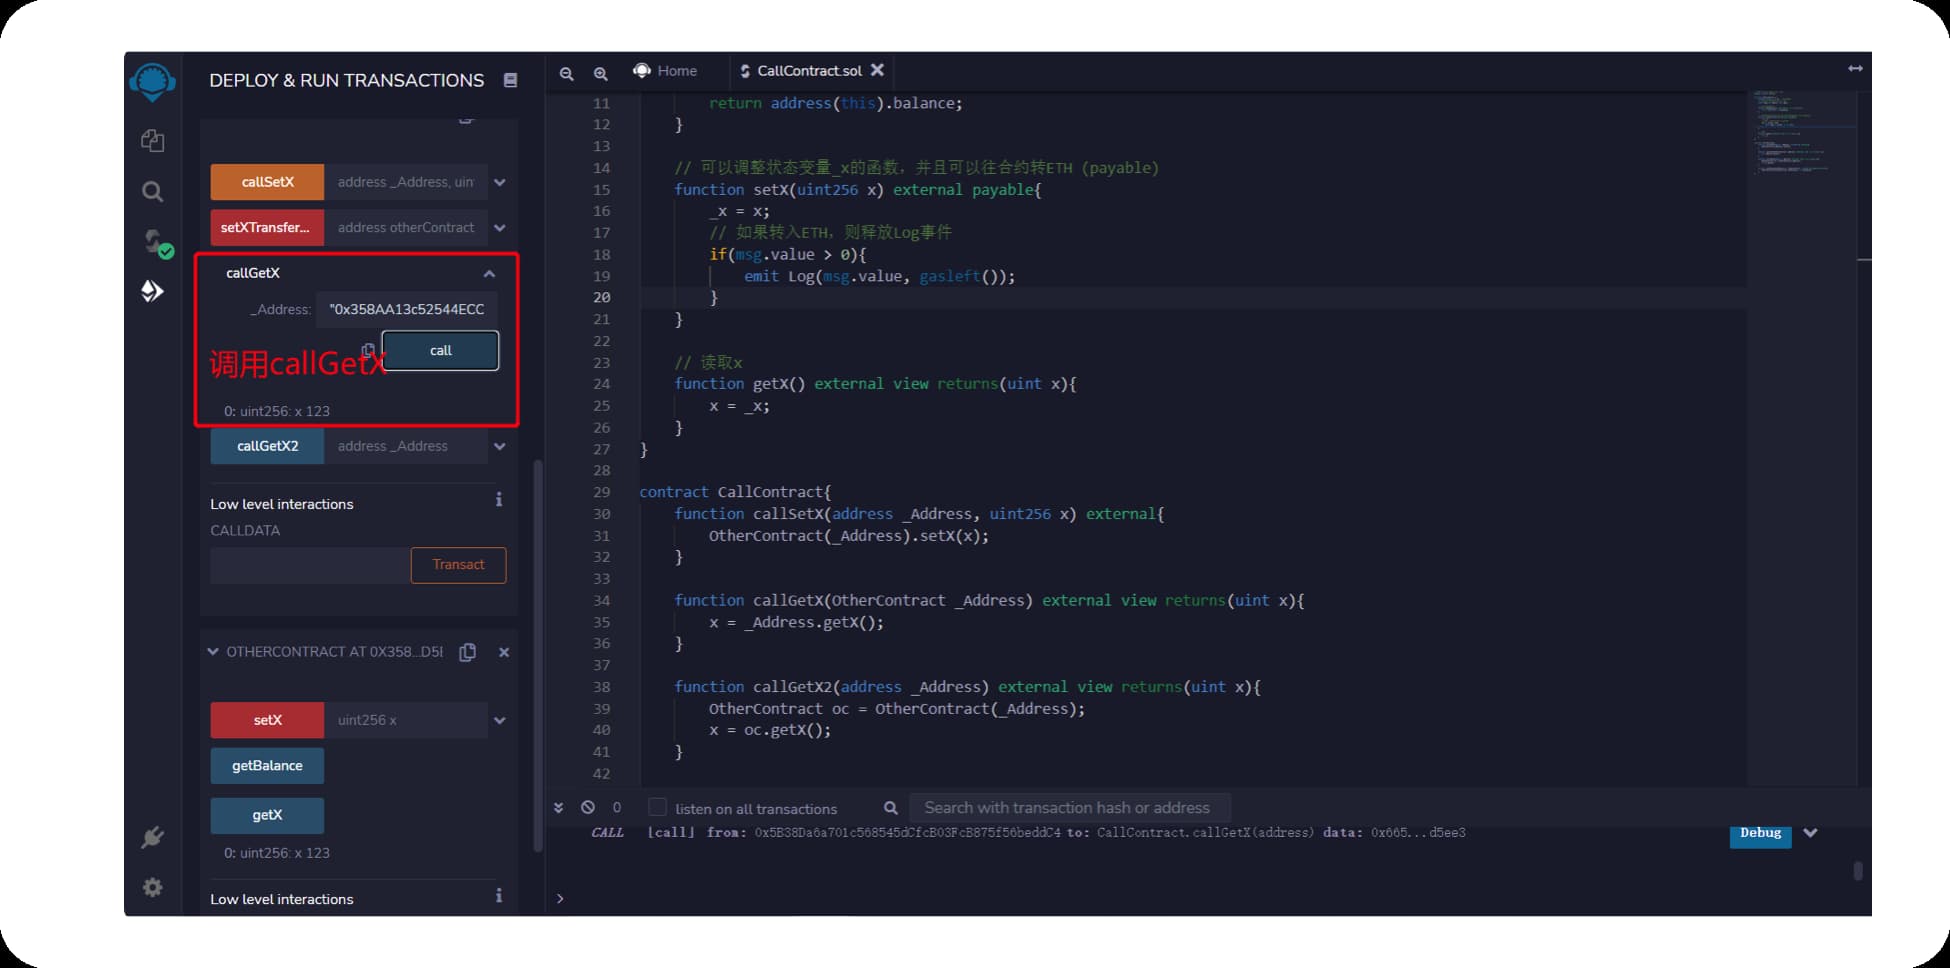 DEPLOY & RUN TRANSACTIONS
callSetX address _Address, uin
setXTransfer... address otherContract
callGetX
_Address: "0x358AA13c52544ECC
call
调用callGetX
0: uint256: x 123
callGetX2 address _Address
Low level interactions
CALLDATA
Transact
OTHERCONTRACT AT 0X358...D5
setX uint256 x
getBalance
getX
0: uint256: x 123
Low level interactions
Home CallContract.sol
11 return address(this).balance;
12 }
13
14 // 可以调整状态变量_x的函数，并且可以往合约转ETH (payable)
15 function setX(uint256 x) external payable{
16 _x = x;
17 // 如果转入ETH，则释放Log事件
18 if(msg.value > 0){
19 emit Log(msg.value, gasleft());
20 }
21 }
22
23 // 读取x
24 function getX() external view returns(uint x){
25 x = _x;
26 }
27 }
28
29 contract CallContract{
30 function callSetX(address _Address, uint256 x) external{
31 OtherContract(_Address).setX(x);
32 }
33
34 function callGetX(OtherContract _Address) external view returns(uint x){
35 x = _Address.getX();
36 }
37
38 function callGetX2(address _Address) external view returns(uint x){
39 OtherContract oc = OtherContract(_Address);
40 x = oc.getX();
41 }
42
0 listen on all transactions Search with transaction hash or address
CALL [call] from: 0x5B38Da6a701c568545dCfcB03FcB875f56beddC4 to: CallContract.callGetX(address) data: 0x665...d5ee3 Debug
>